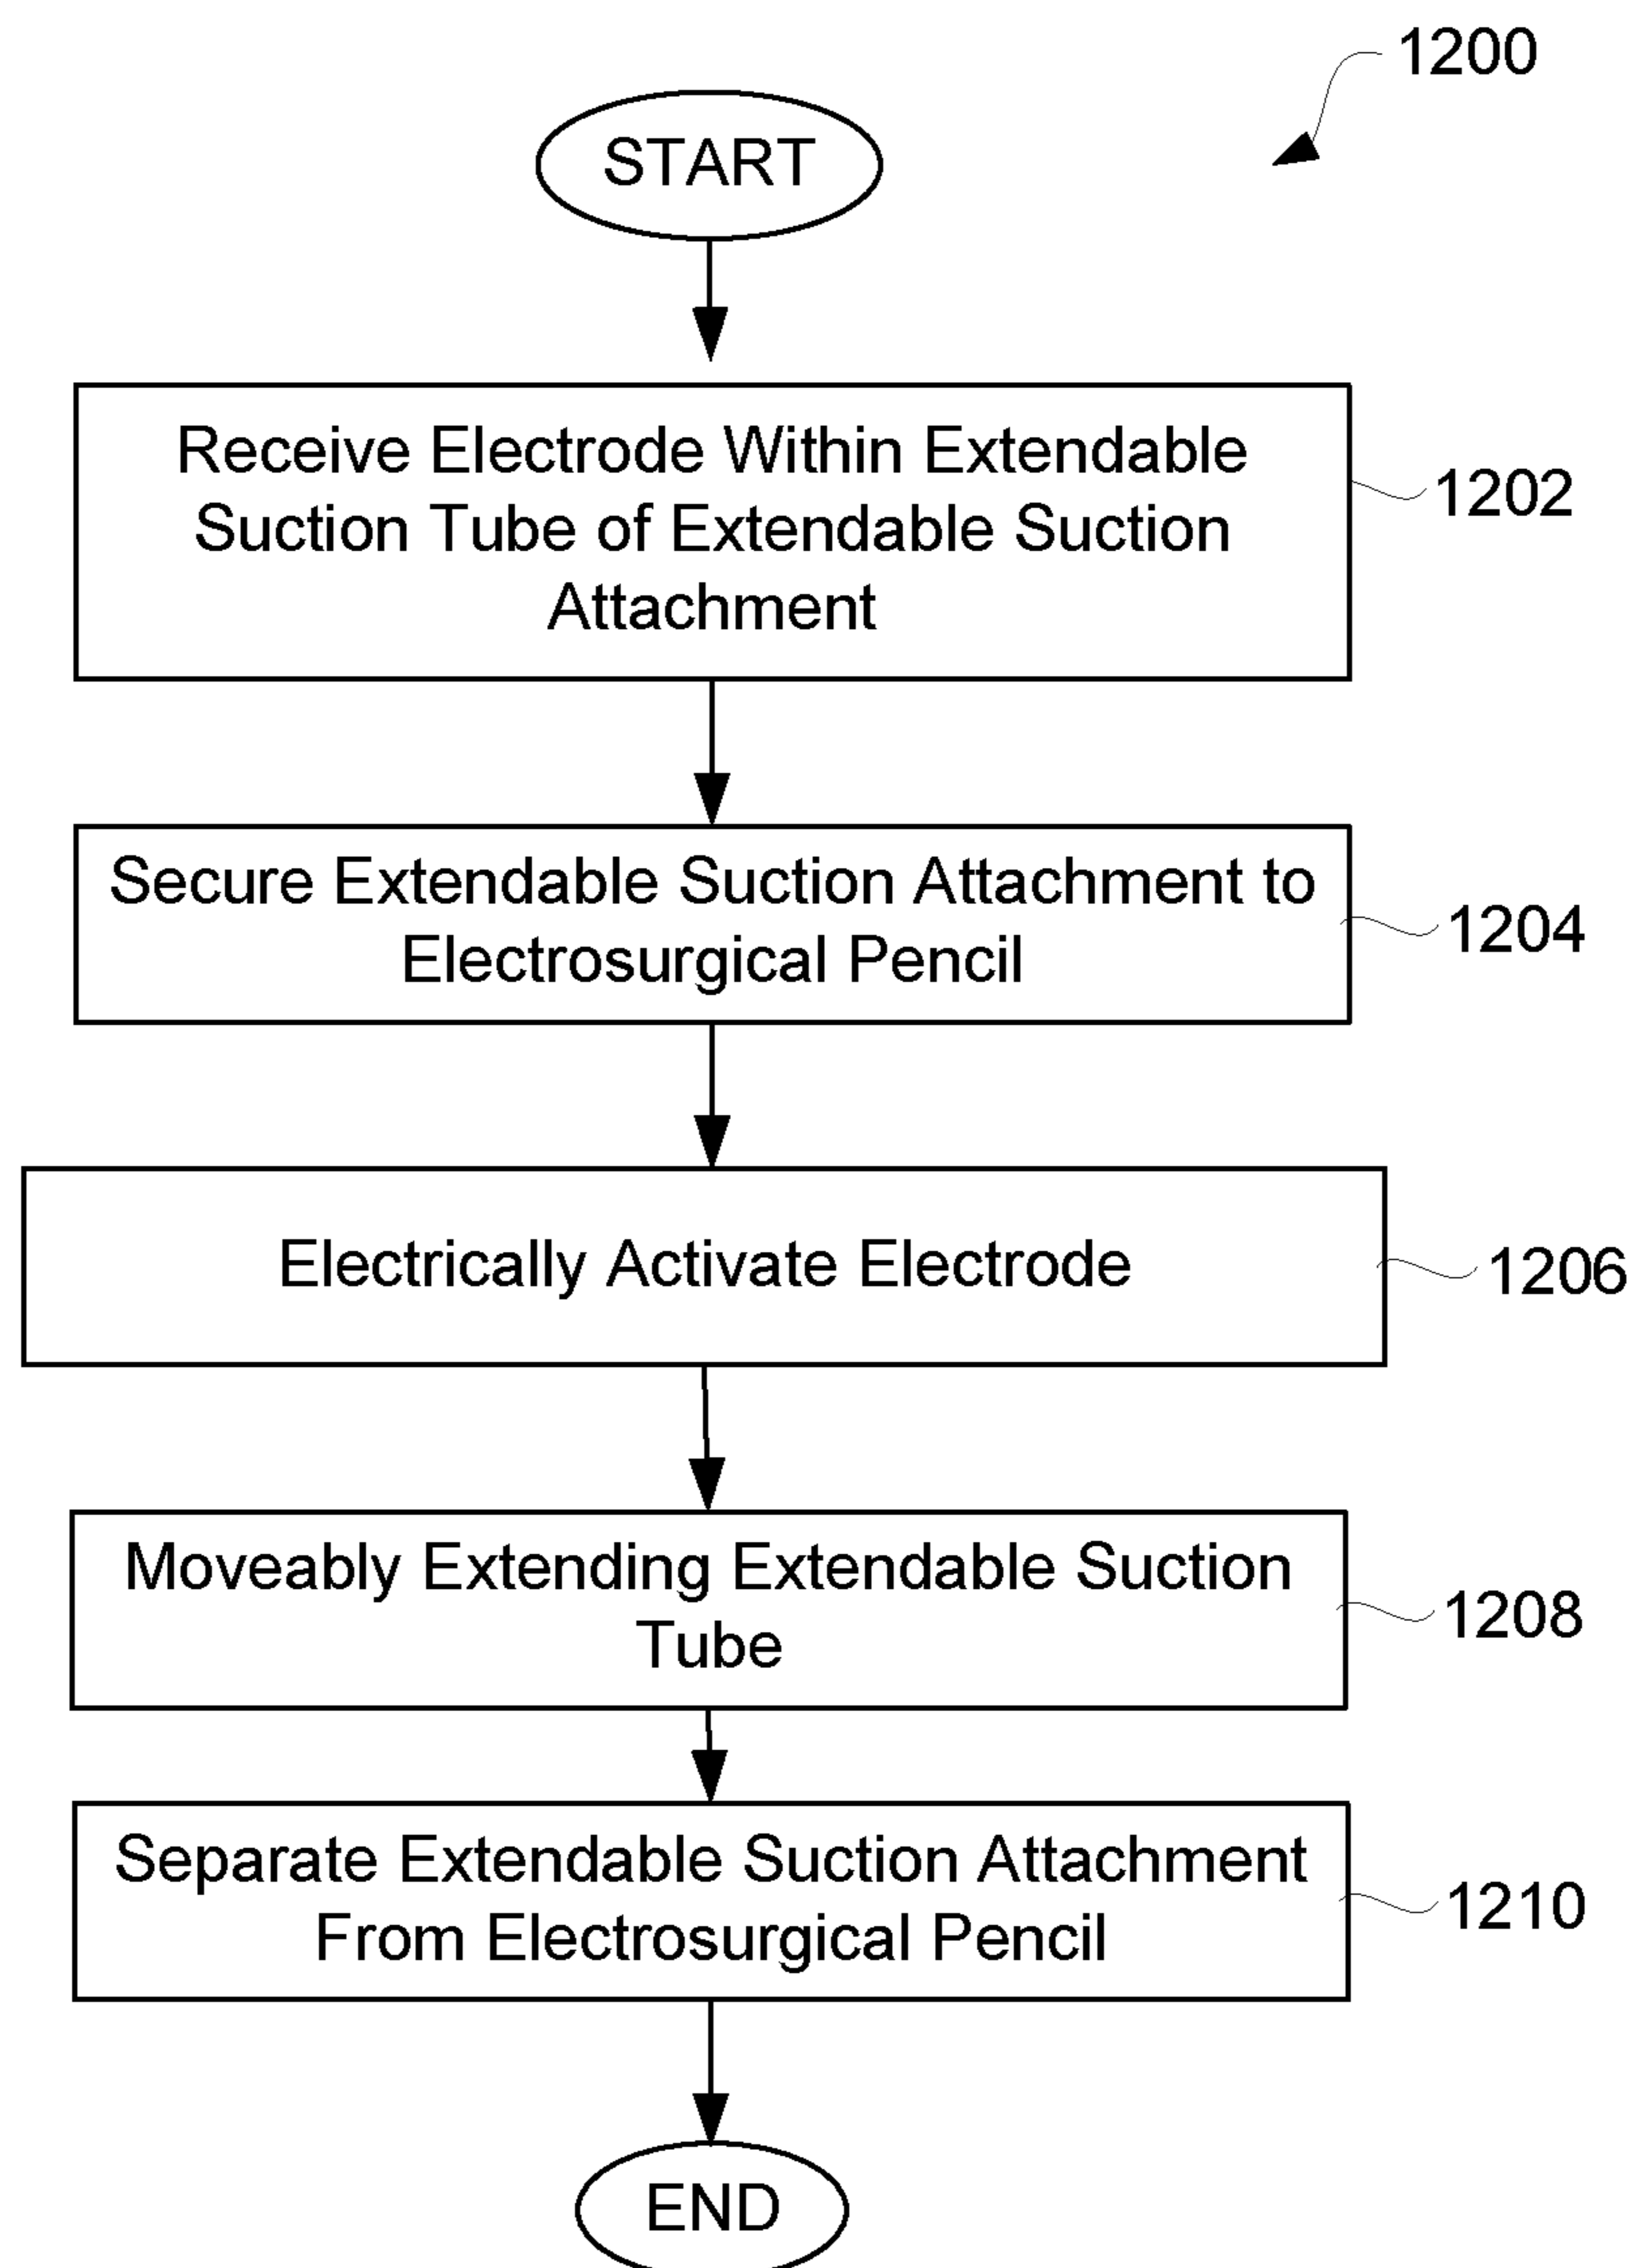 1200
START
Receive Electrode Within Extendable
Suction Tube of Extendable Suction
Attachment
1202
Secure Extendable Suction Attachment to
Electrosurgical Pencil
1204
Electrically Activate Electrode
1206
Moveably Extending Extendable Suction
Tube
1208
Separate Extendable Suction Attachment
From Electrosurgical Pencil
1210
END